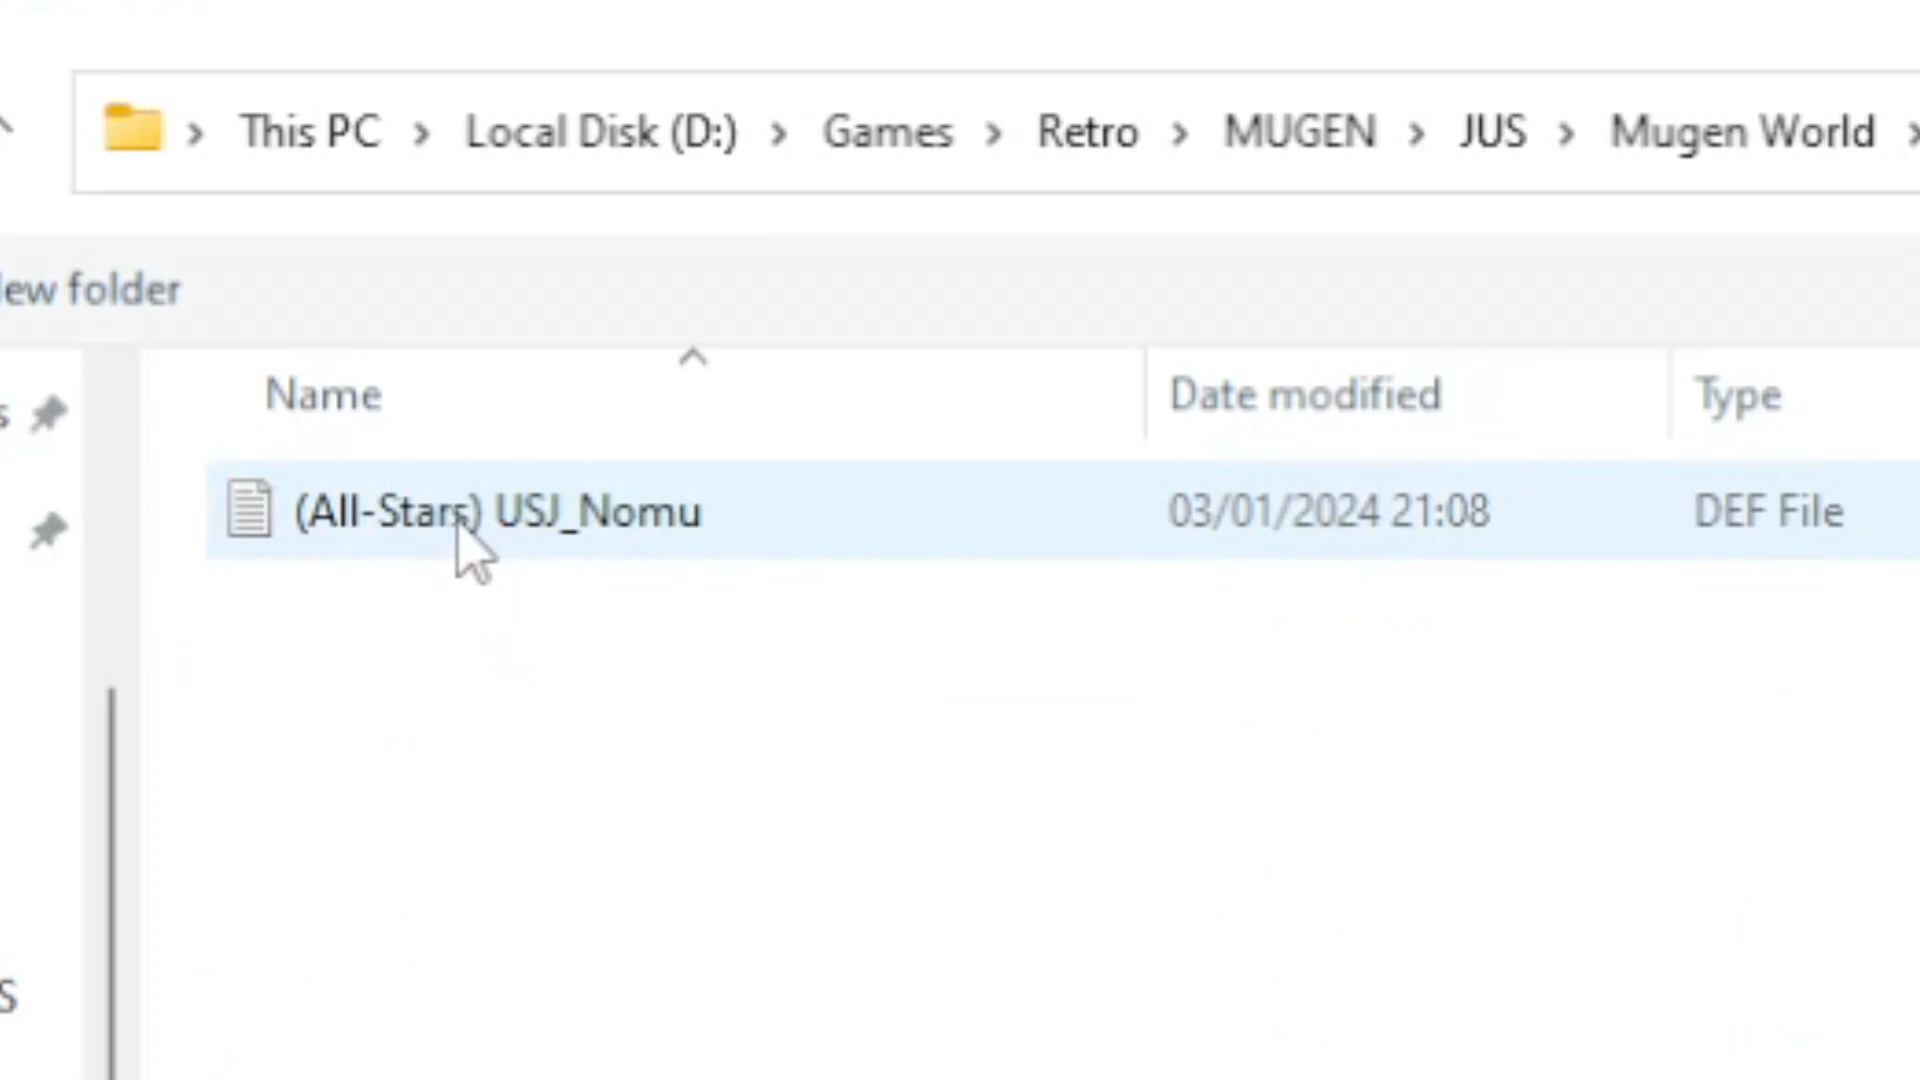 This PC > Local Disk (D:) > Games > Retro > MUGEN > JUS > Mugen World >
ew folder
Name Date modified Type
s
(All-Stars) USJ_Nomu 03/01/2024 21:08 DEF File
S